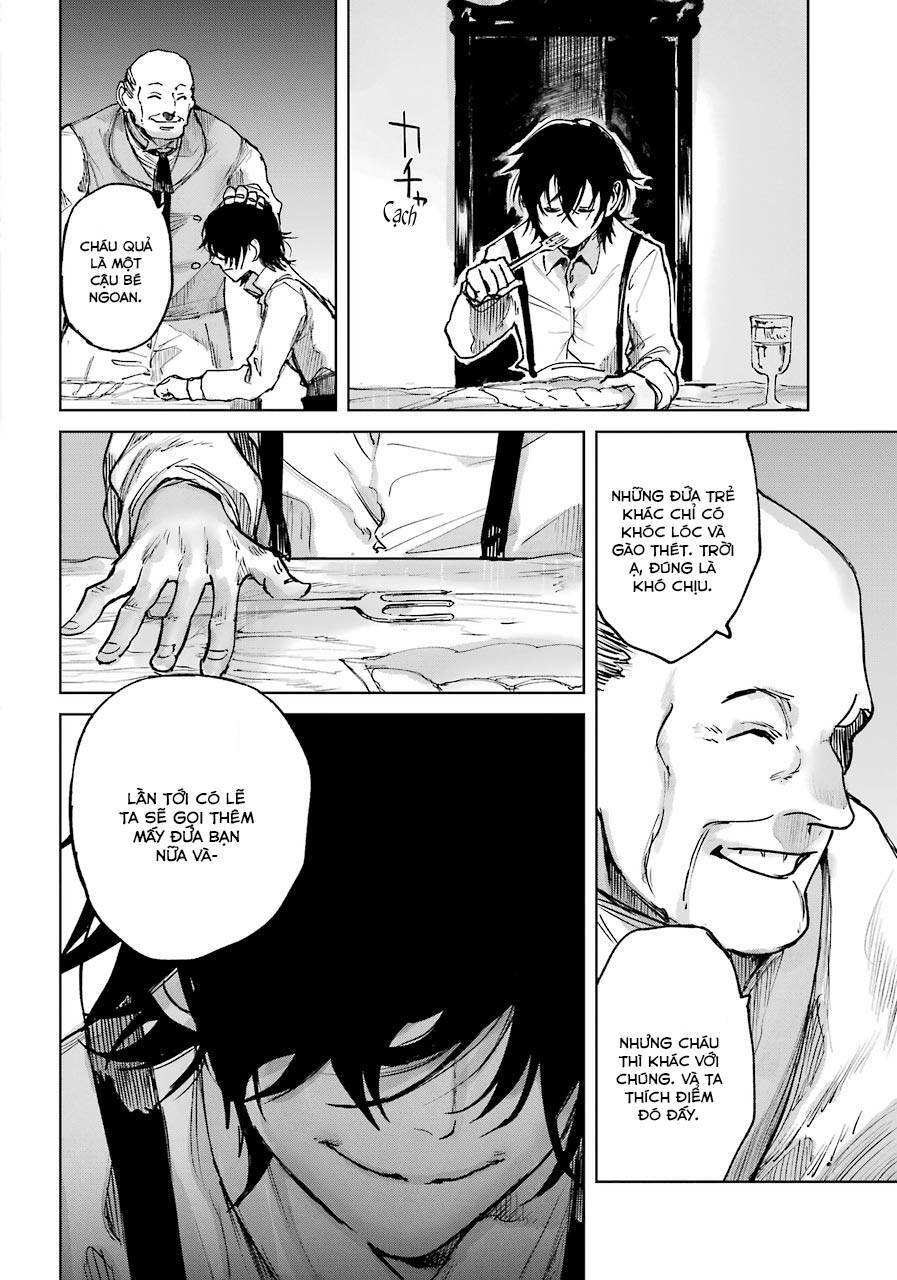 ガチャ
Cạch
CHÁU QUẢ
LÀ MỘT
CẬU BÉ
NGOAN.
NHỮNG ĐỨA TRẺ
KHÁC CHỈ CÓ
KHÓC LÓC VÀ
GÀO THÉT. TRỜI
Ạ, ĐÚNG LÀ
KHÓ CHỊU.
NHƯNG CHÁU
THÌ KHÁC VỚI
CHÚNG. VÀ TA
THÍCH ĐIỂM
ĐÓ ĐẤY.
LẦN TỚI CÓ LẼ
TA SẼ GỌI THÊM
MẤY ĐỨA BẠN
NỮA VÀ-